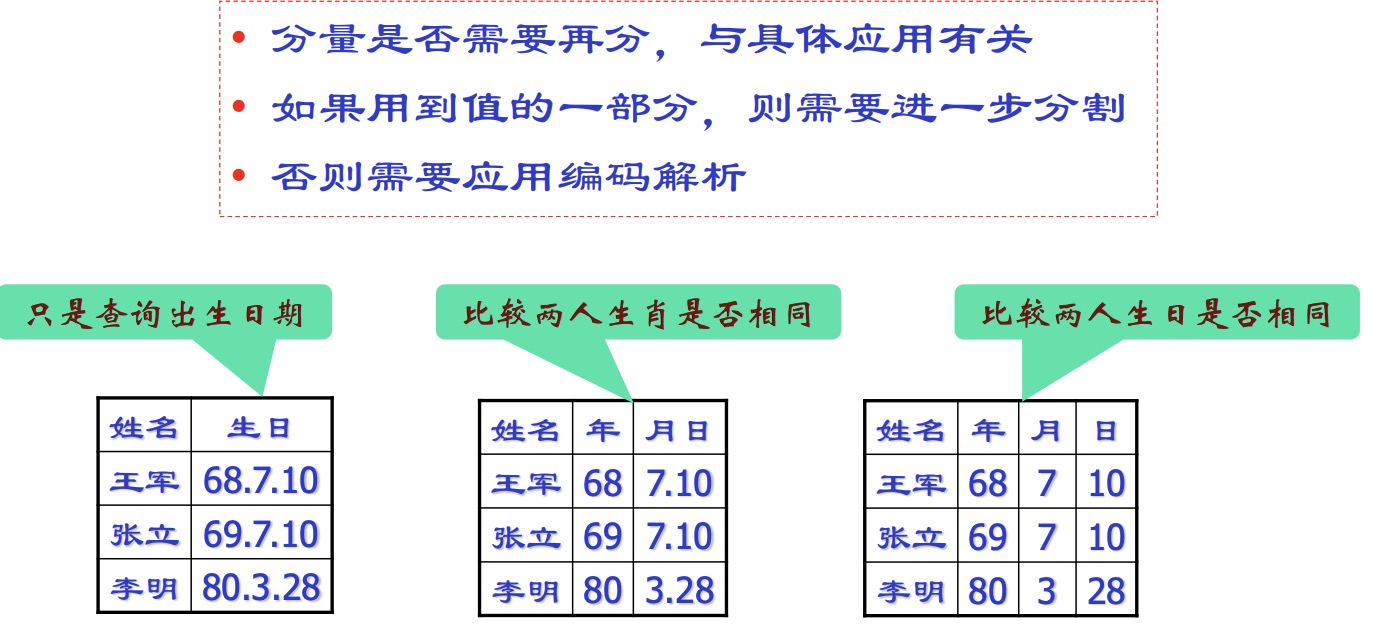 • 分量是否需要再分，与具体应用有关
• 如果用到值的一部分，则需要进一步分割
• 否则需要应用编码解析
只是查询出生日期
比较两人生肖是否相同
比较两人生日是否相同
姓名 生日
王军 68.7.10
张立 69.7.10
李明 80.3.28
姓名 年 月日
王军 68 7.10
张立 69 7.10
李明 80 3.28
姓名 年 月 日
王军 68 7 10
张立 69 7 10
李明 80 3 28